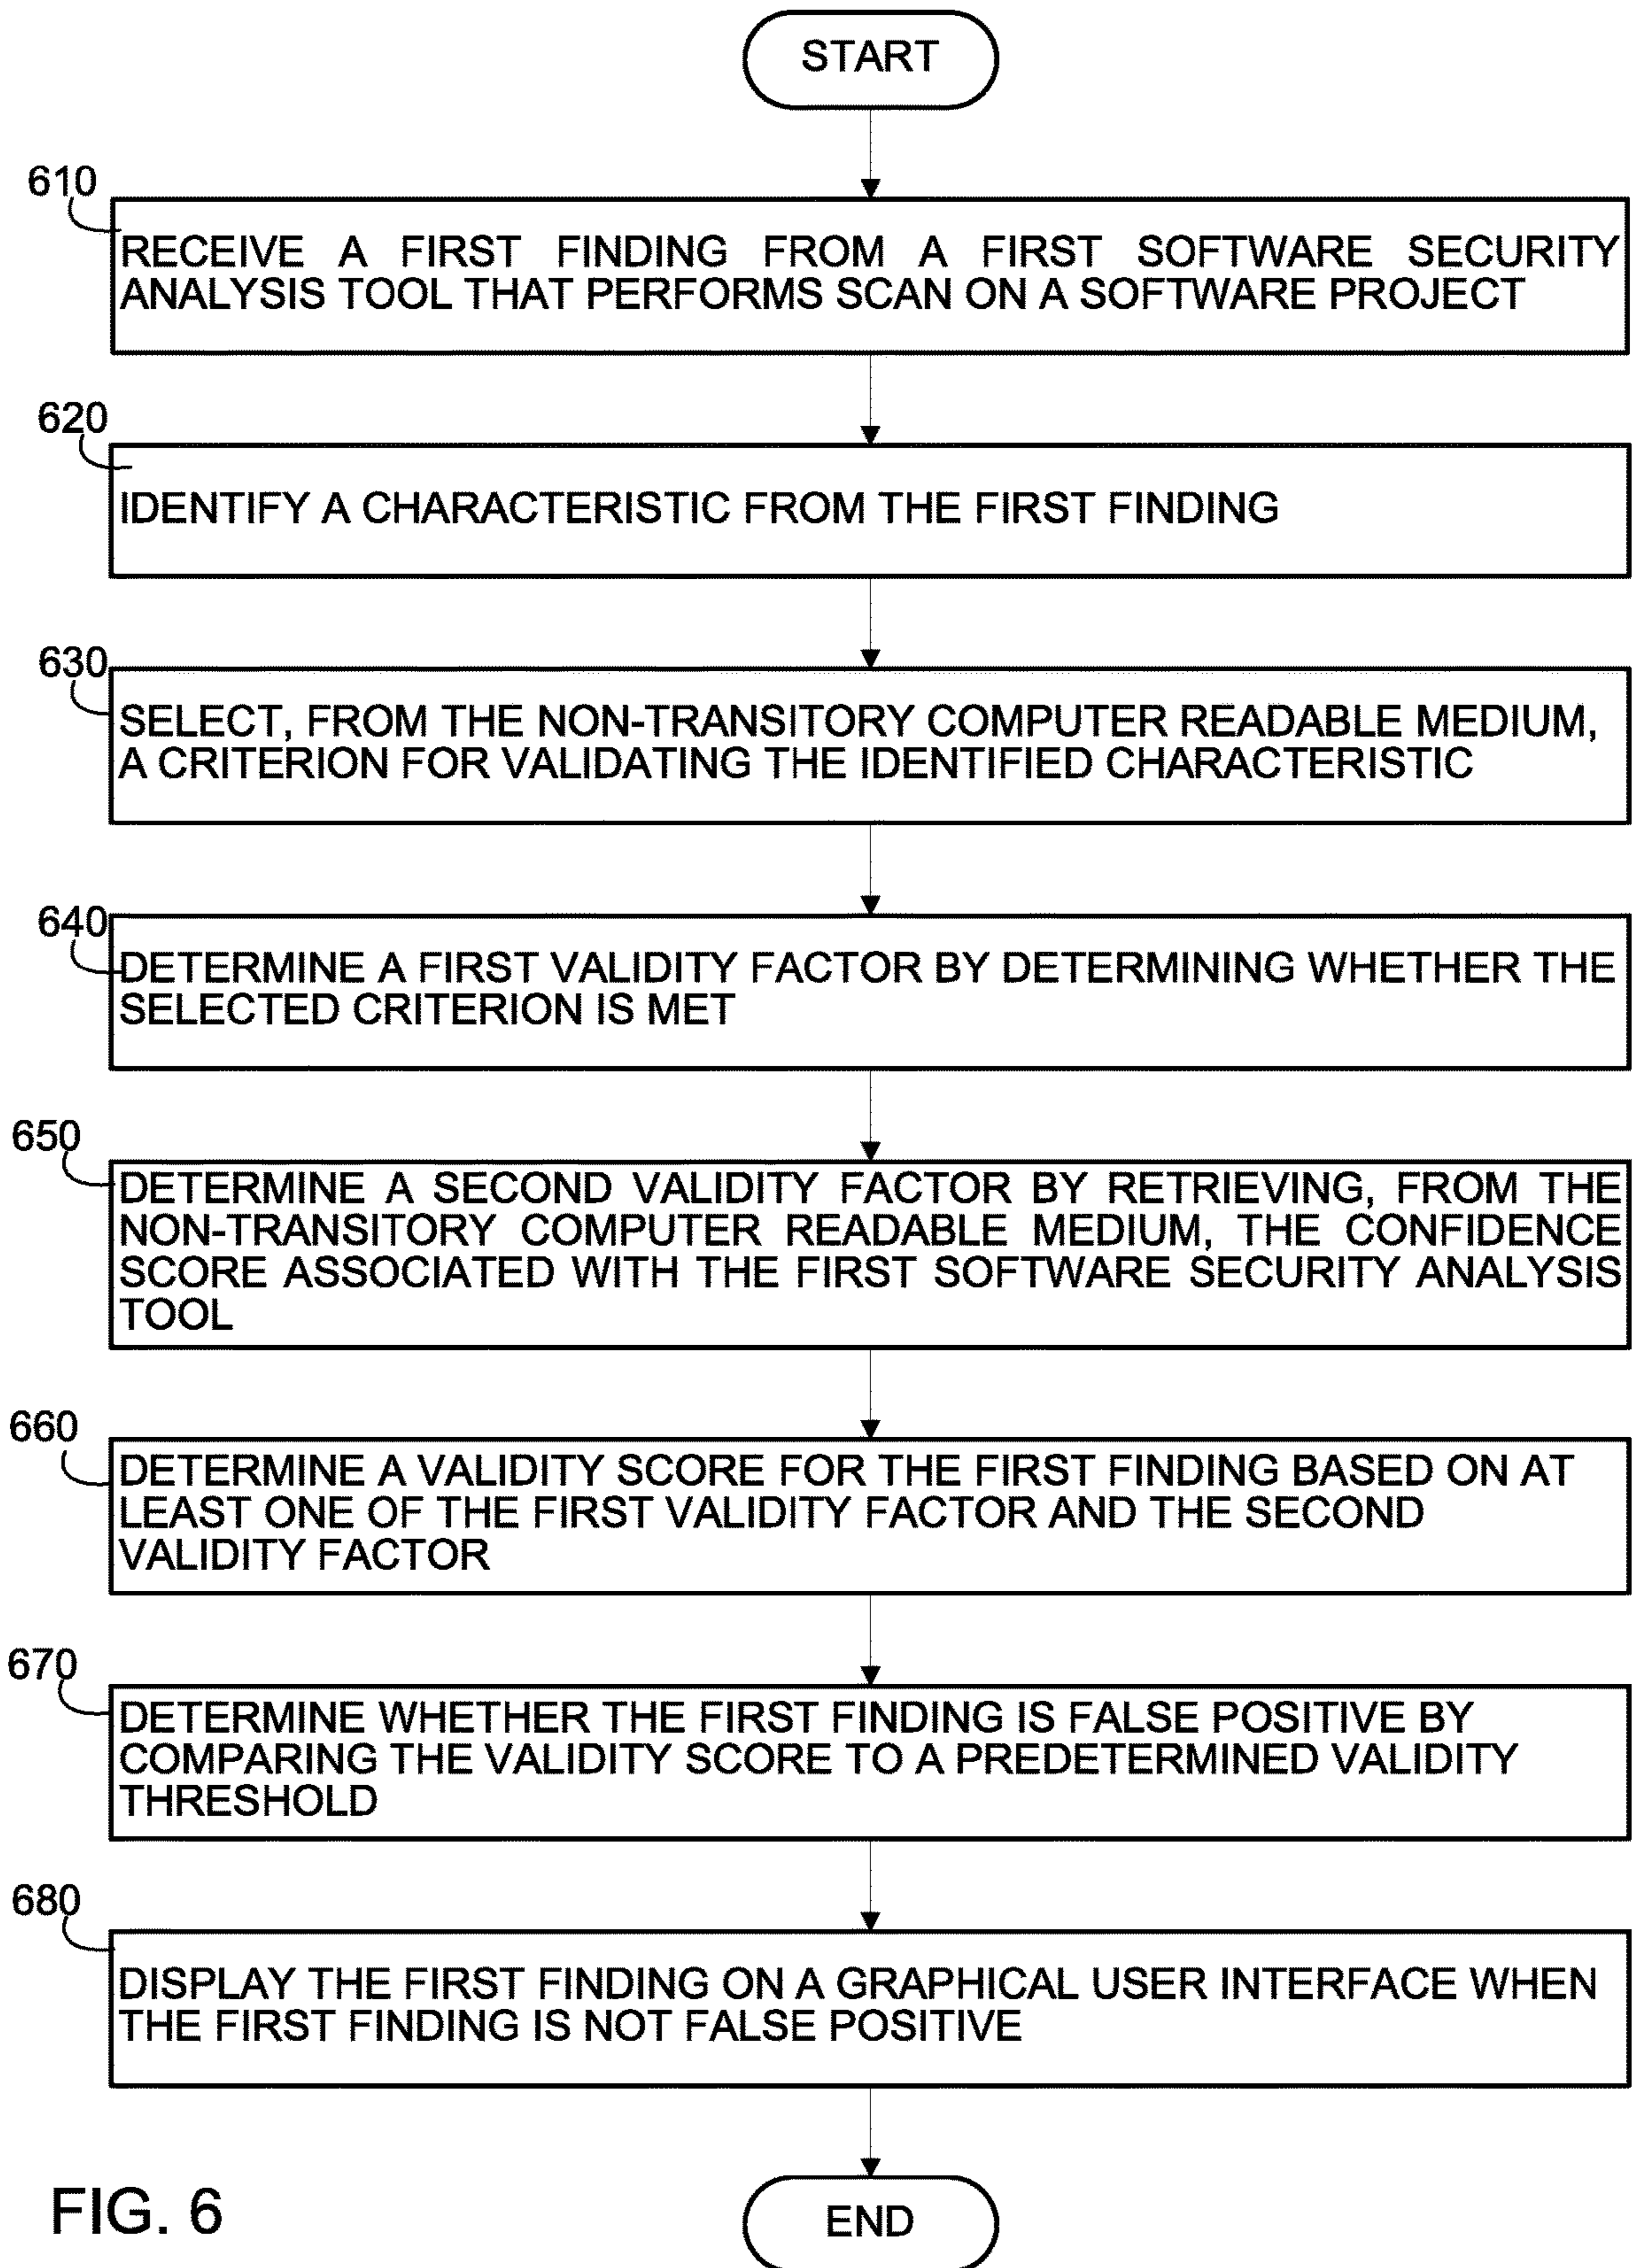 START
610
RECEIVE A FIRST FINDING FROM A FIRST SOFTWARE SECURITY
ANALYSIS TOOL THAT PERFORMS SCAN ON A SOFTWARE PROJECT
620
IDENTIFY A CHARACTERISTIC FROM THE FIRST FINDING
630
SELECT, FROM THE NON-TRANSITORY COMPUTER READABLE MEDIUM,
A CRITERION FOR VALIDATING THE IDENTIFIED CHARACTERISTIC
640
DETERMINE A FIRST VALIDITY FACTOR BY DETERMINING WHETHER THE
SELECTED CRITERION IS MET
650
DETERMINE A SECOND VALIDITY FACTOR BY RETRIEVING, FROM THE
NON-TRANSITORY COMPUTER READABLE MEDIUM, THE CONFIDENCE
SCORE ASSOCIATED WITH THE FIRST SOFTWARE SECURITY ANALYSIS
TOOL
660
DETERMINE A VALIDITY SCORE FOR THE FIRST FINDING BASED ON AT
LEAST ONE OF THE FIRST VALIDITY FACTOR AND THE SECOND
VALIDITY FACTOR
670
DETERMINE WHETHER THE FIRST FINDING IS FALSE POSITIVE BY
COMPARING THE VALIDITY SCORE TO A PREDETERMINED VALIDITY
THRESHOLD
680
DISPLAY THE FIRST FINDING ON A GRAPHICAL USER INTERFACE WHEN
THE FIRST FINDING IS NOT FALSE POSITIVE
END
FIG. 6